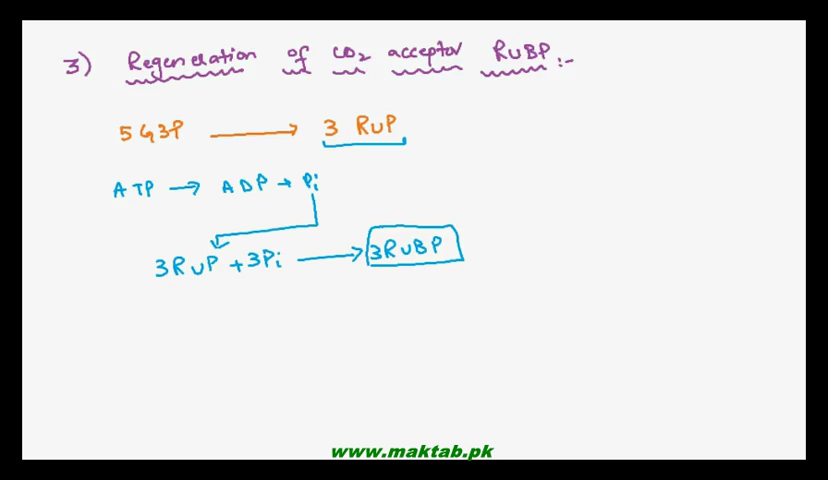 3) Regeneration of CO₂ acceptor RUBP :-
5 G3P ⟶ 3 RuP
ATP → ADP + Pi
3RuP + 3Pi ⟶ 3RuBP
www.maktab.pk